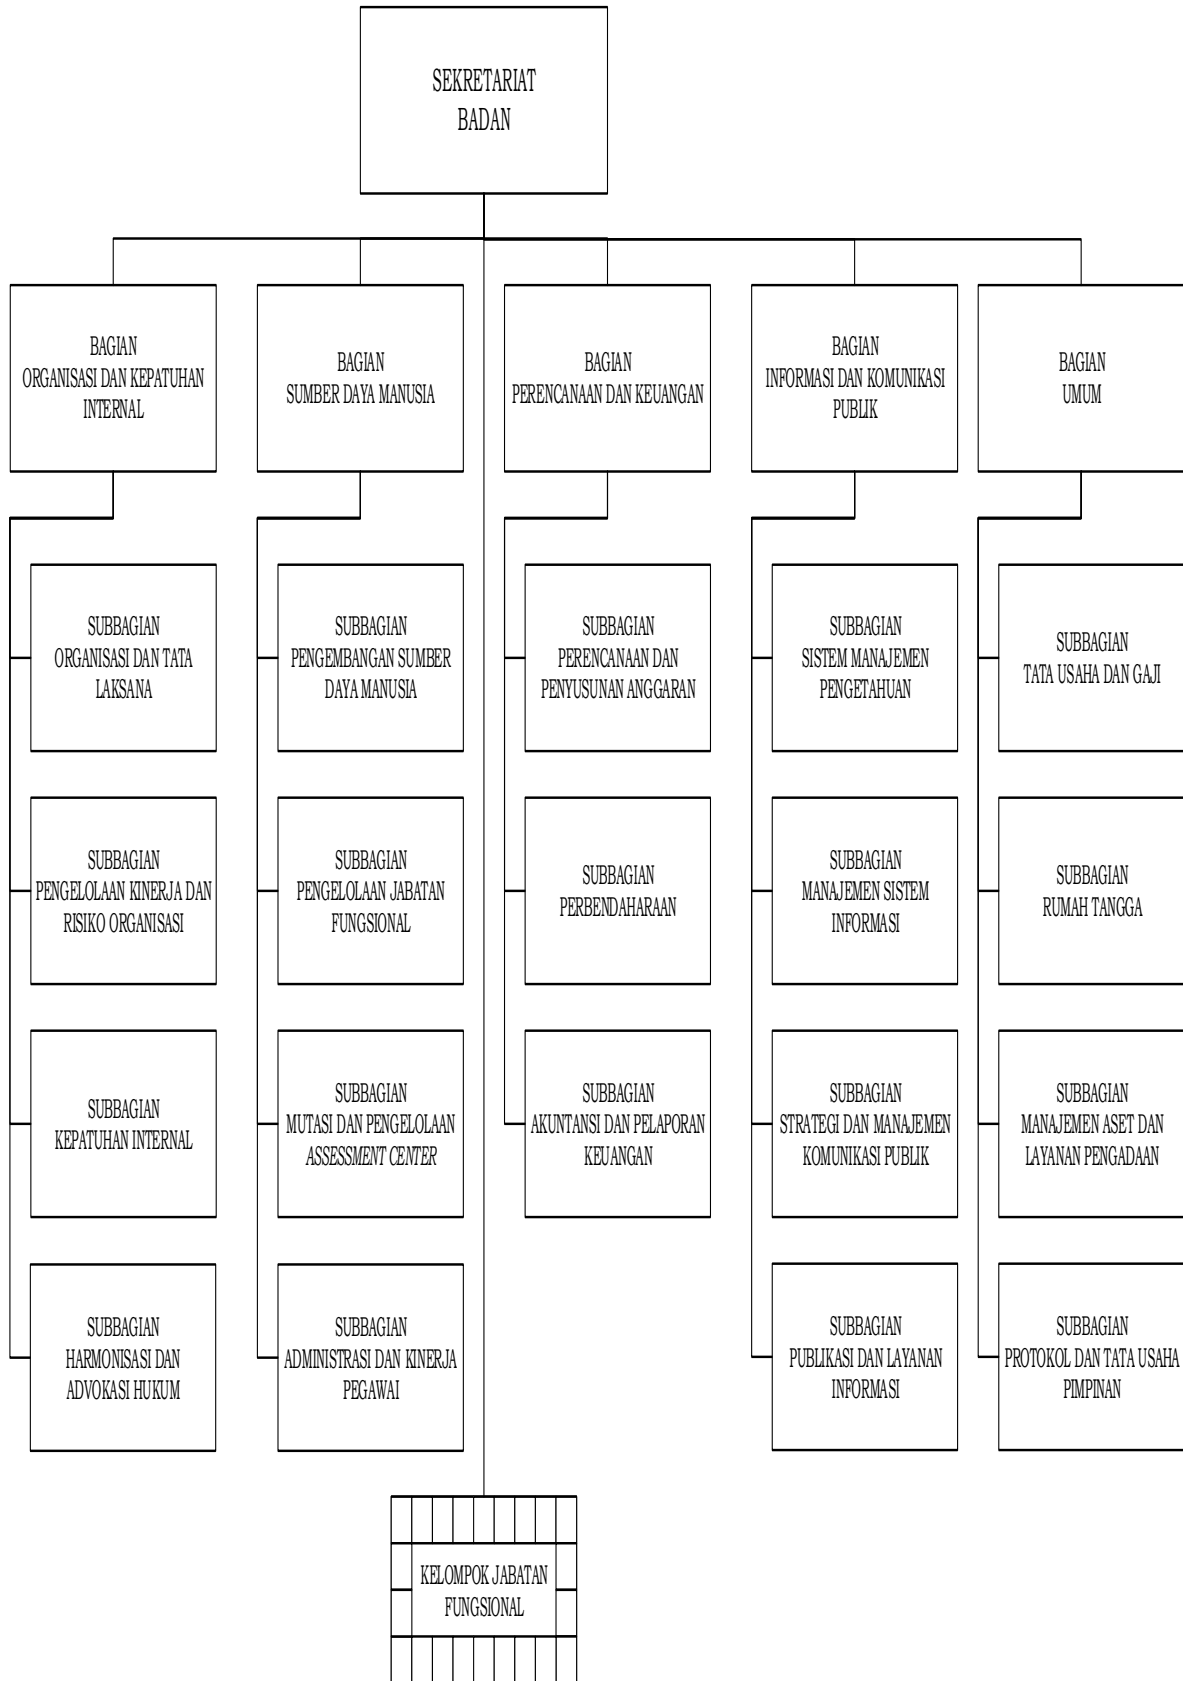 SEKRETARIAT
BADAN
BAGIAN
ORGANISASI DAN KEPATUHAN
INTERNAL
BAGIAN
SUMBER DAYA MANUSIA
BAGIAN
PERENCANAAN DAN KEUANGAN
BAGIAN
INFORMASI DAN KOMUNIKASI
PUBLIK
BAGIAN
UMUM
SUBBAGIAN
ORGANISASI DAN TATA
LAKSANA
SUBBAGIAN
PENGEMBANGAN SUMBER
DAYA MANUSIA
SUBBAGIAN
PERENCANAAN DAN
PENYUSUNAN ANGGARAN
SUBBAGIAN
SISTEM MANAJEMEN
PENGETAHUAN
SUBBAGIAN
TATA USAHA DAN GAJI
SUBBAGIAN
PENGELOLAAN KINERJA DAN
RISIKO ORGANISASI
SUBBAGIAN
PENGELOLAAN JABATAN
FUNGSIONAL
SUBBAGIAN
PERBENDAHARAAN
SUBBAGIAN
MANAJEMEN SISTEM
INFORMASI
SUBBAGIAN
RUMAH TANGGA
SUBBAGIAN
KEPATUHAN INTERNAL
SUBBAGIAN
MUTASI DAN PENGELOLAAN
ASSESSMENT CENTER
SUBBAGIAN
AKUNTANSI DAN PELAPORAN
KEUANGAN
SUBBAGIAN
STRATEGI DAN MANAJEMEN
KOMUNIKASI PUBLIK
SUBBAGIAN
MANAJEMEN ASET DAN
LAYANAN PENGADAAN
SUBBAGIAN
HARMONISASI DAN
ADVOKASI HUKUM
SUBBAGIAN
ADMINISTRASI DAN KINERJA
PEGAWAI
SUBBAGIAN
PUBLIKASI DAN LAYANAN
INFORMASI
SUBBAGIAN
PROTOKOL DAN TATA USAHA
PIMPINAN
KELOMPOK JABATAN
FUNGSIONAL